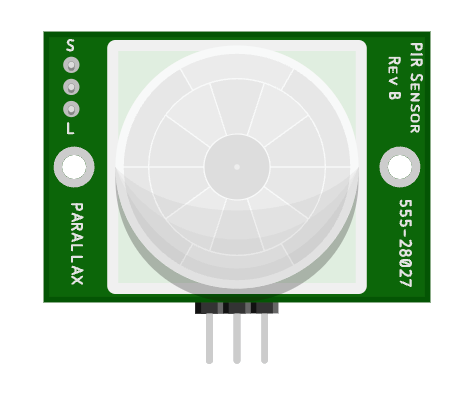 S
L
PARALLAX
PIR SENSOR
REV B
555-28027